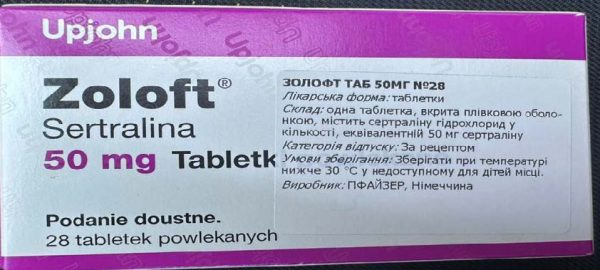 Upjohn
Zoloft®
Sertralina
50 mg Tabletk
Podanie doustne.
28 tabletek powlekanych
ЗОЛОФТ ТАБ 50МГ №28
Лікарська форма: таблетки
Склад: одна таблетка, вкрита плівковою оболо-
нкою, містить сертраліну гідрохлорид у
кількості, еквівалентній 50 мг сертраліну
Категорія відпуску: За рецептом
Умови зберігання: Зберігати при температурі
нижче 30 °C у недоступному для дітей місці.
Виробник: ПФАЙЗЕР, Німеччина